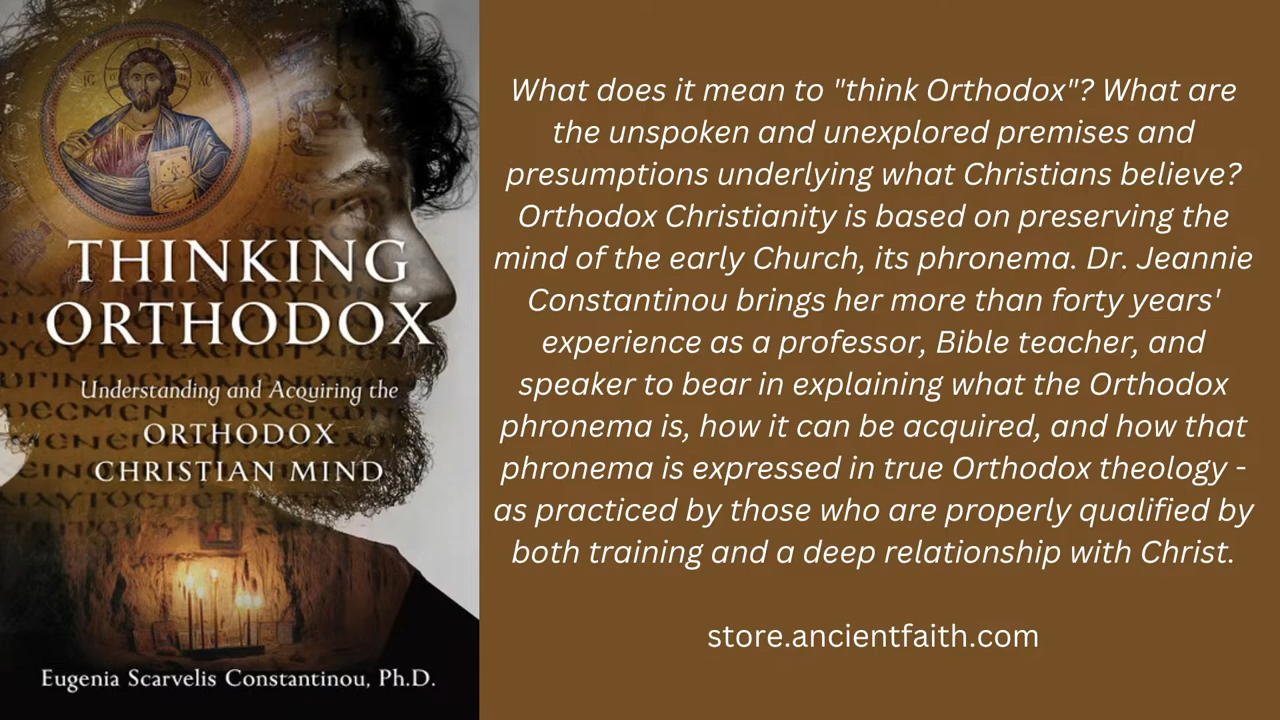 IC XC
THINKING
ORTHODOX
Understanding and Acquiring the
ORTHODOX
CHRISTIAN MIND
Eugenia Scarvelis Constantinou, Ph.D.
What does it mean to "think Orthodox"? What are
the unspoken and unexplored premises and
presumptions underlying what Christians believe?
Orthodox Christianity is based on preserving the
mind of the early Church, its phronema. Dr. Jeannie
Constantinou brings her more than forty years'
experience as a professor, Bible teacher, and
speaker to bear in explaining what the Orthodox
phronema is, how it can be acquired, and how that
phronema is expressed in true Orthodox theology -
as practiced by those who are properly qualified by
both training and a deep relationship with Christ.
store.ancientfaith.com